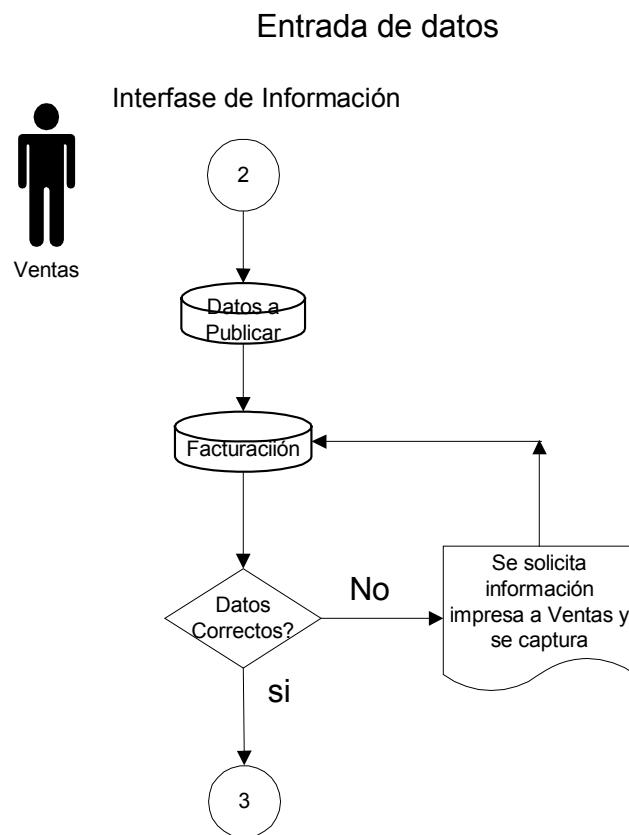 Entrada de datos
Interfase de Información
Ventas
2
Datos a
Publicar
Facturaciión
Datos
Correctos?
No
Se solicita
información
impresa a Ventas y
se captura
si
3